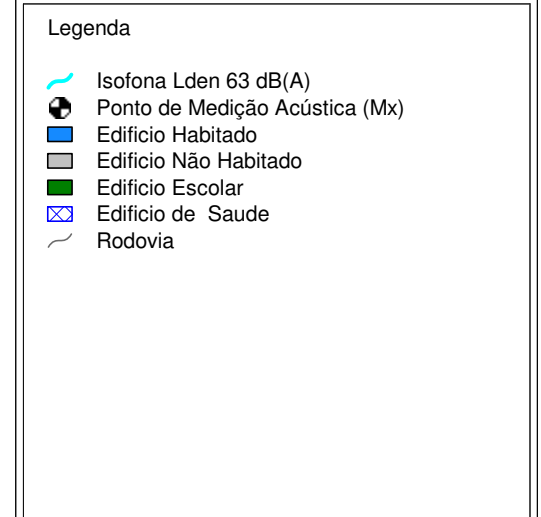 Legenda
Isofona Lden 63 dB(A)
Ponto de Medição Acústica (Mx)
Edificio Habitado
Edificio Não Habitado
Edificio Escolar
Edificio de  Saude
Rodovia